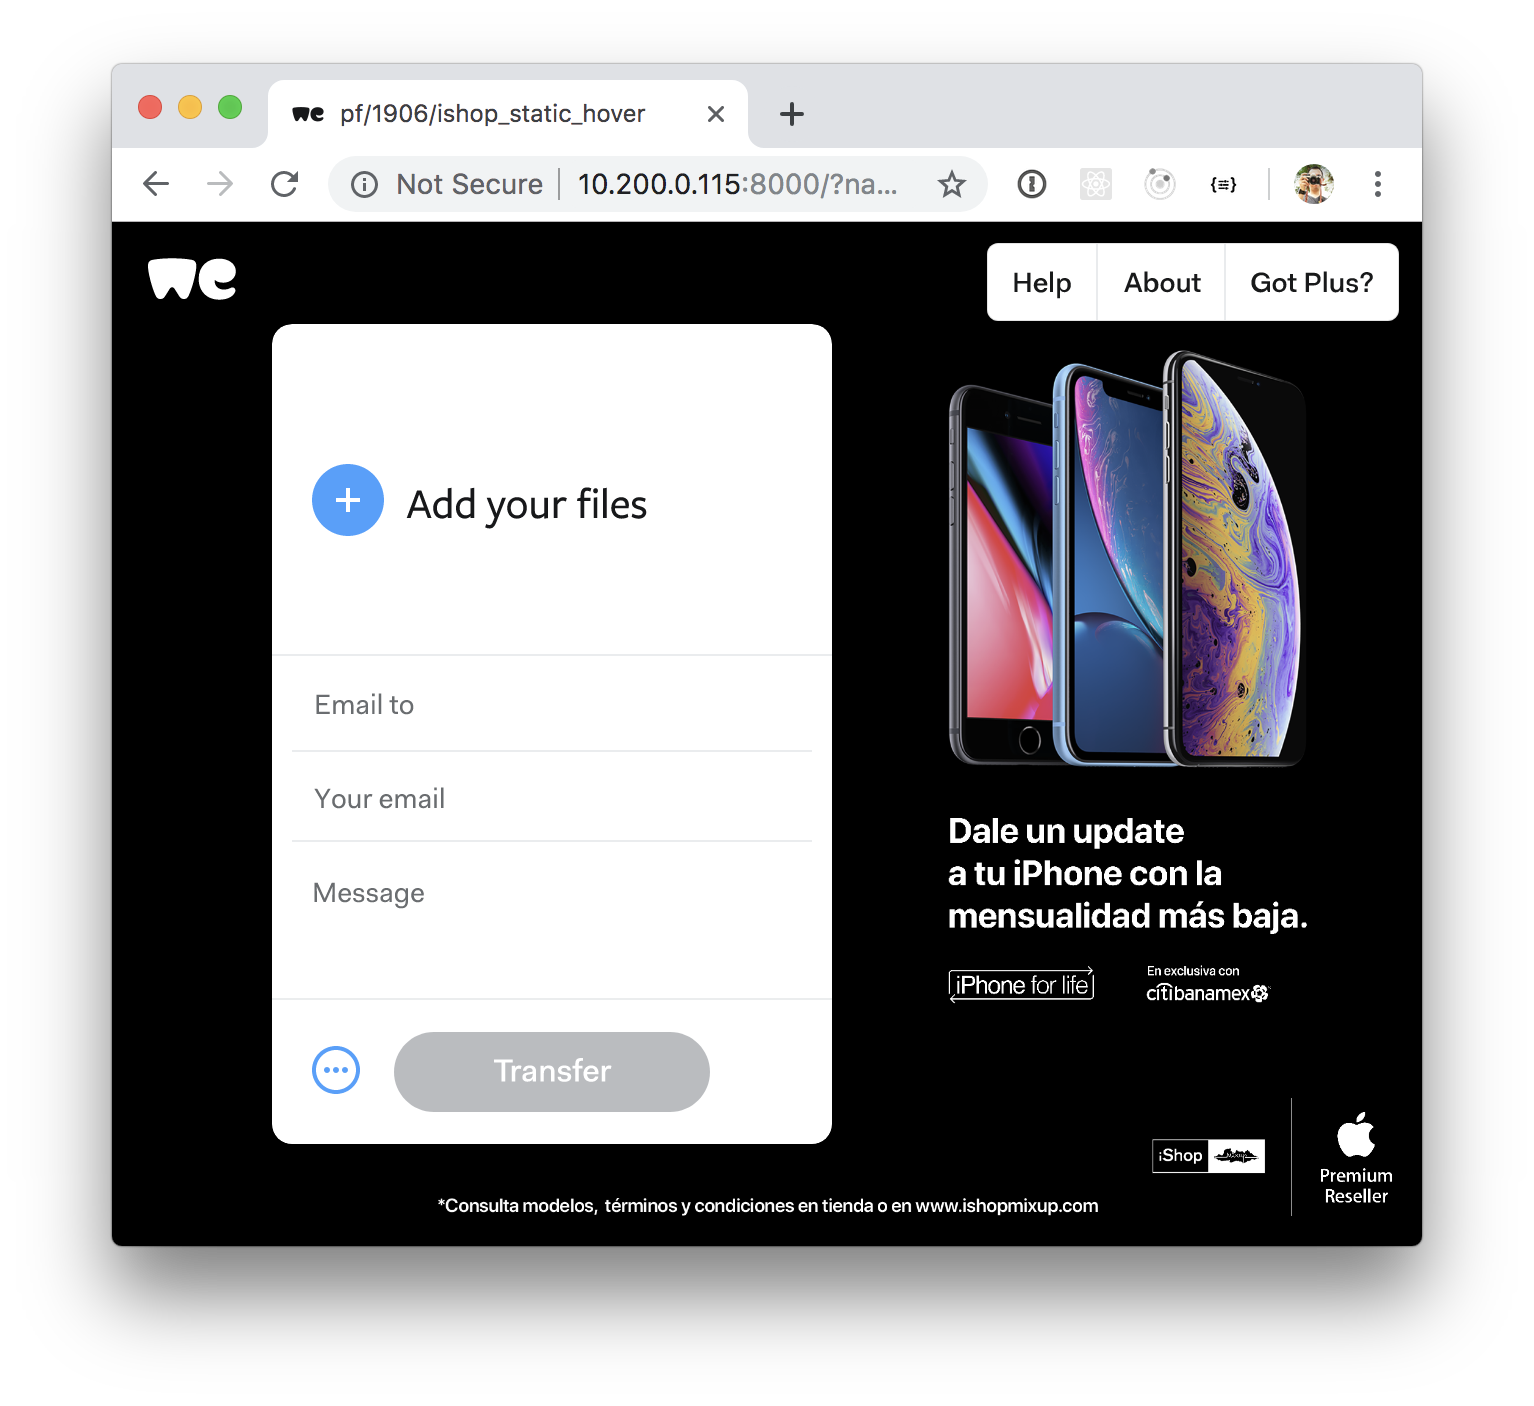 we pf/1906/ishop_static_hover
Not Secure 10.200.0.115:8000/?na...
we
Help About Got Plus?
Add your files
Email to
Your email
Message
Transfer
Dale un update
a tu iPhone con la
mensualidad más baja.
iPhone for life
En exclusiva con
citibanamex
iShop
Premium
Reseller
*Consulta modelos, términos y condiciones en tienda o en www.ishopmixup.com